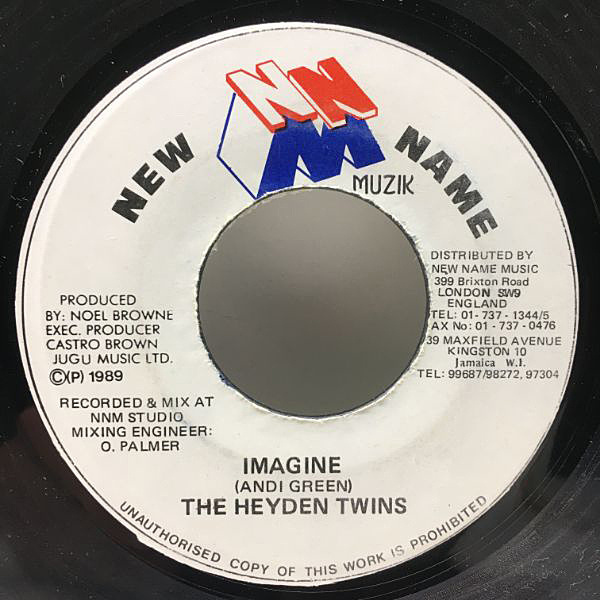 NNM
NEW NAME
MUZIK
PRODUCED
BY: NOEL BROWNE
EXEC. PRODUCER
CASTRO BROWN
JUGU MUSIC LTD.
©(P) 1989
RECORDED & MIX AT
NNM STUDIO
MIXING ENGINEER:
O. PALMER
DISTRIBUTED BY
NEW NAME MUSIC
399 Brixton Road
LONDON SW9
ENGLAND
TEL: 01-737-1344/5
FAX No: 01-737-0476
39 MAXFIELD AVENUE
KINGSTON 10
Jamaica W.I.
TEL: 99687/98272, 97304
IMAGINE
(ANDI GREEN)
THE HEYDEN TWINS
UNAUTHORISED COPY OF THIS WORK IS PROHIBITED